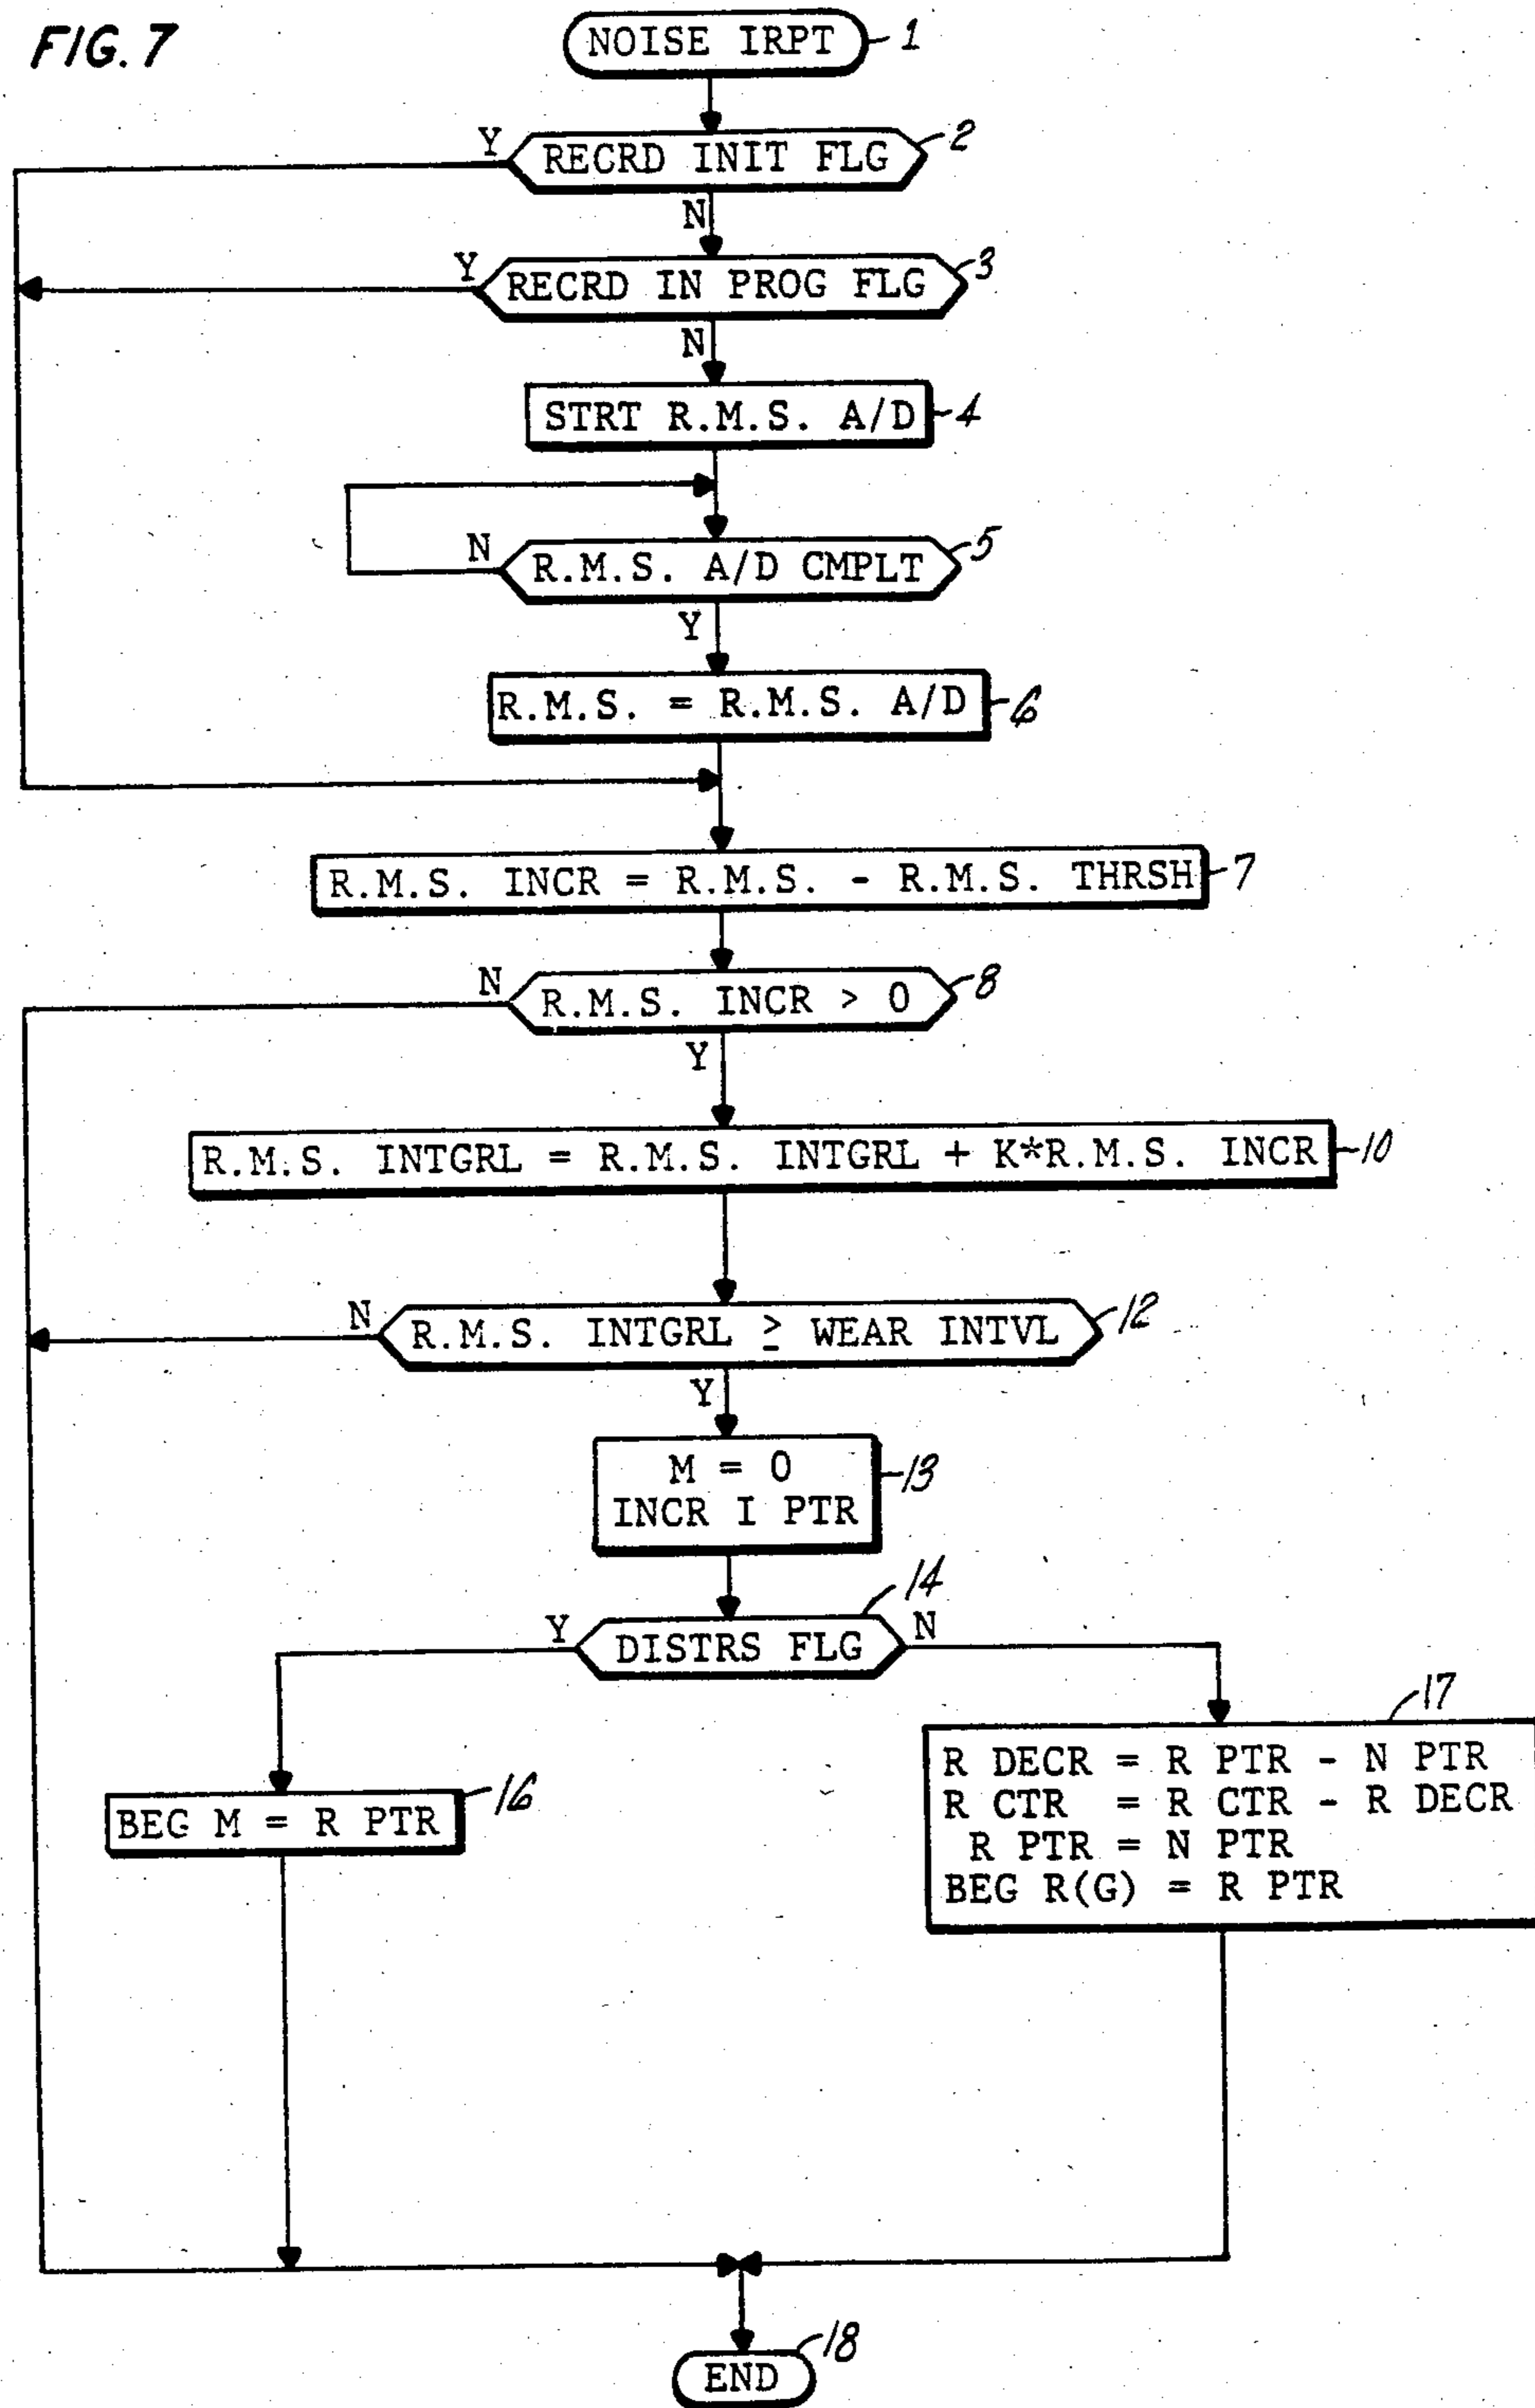 FIG. 7
NOISE IRPT 1
Y RECRD INIT FLG 2
N
Y RECRD IN PROG FLG 3
N
STRT R.M.S. A/D 4
N R.M.S. A/D CMPLT 5
Y
R.M.S. = R.M.S. A/D 6
R.M.S. INCR = R.M.S. - R.M.S. THRSH 7
N R.M.S. INCR > 0 8
Y
R.M.S. INTGRL = R.M.S. INTGRL + K*R.M.S. INCR 10
N R.M.S. INTGRL ≥ WEAR INTVL 12
Y
M = 0 13
INCR I PTR
14
Y DISTRS FLG N
17
R DECR = R PTR - N PTR
R CTR = R CTR - R DECR
R PTR = N PTR
BEG R(G) = R PTR
BEG M = R PTR 16
END 18